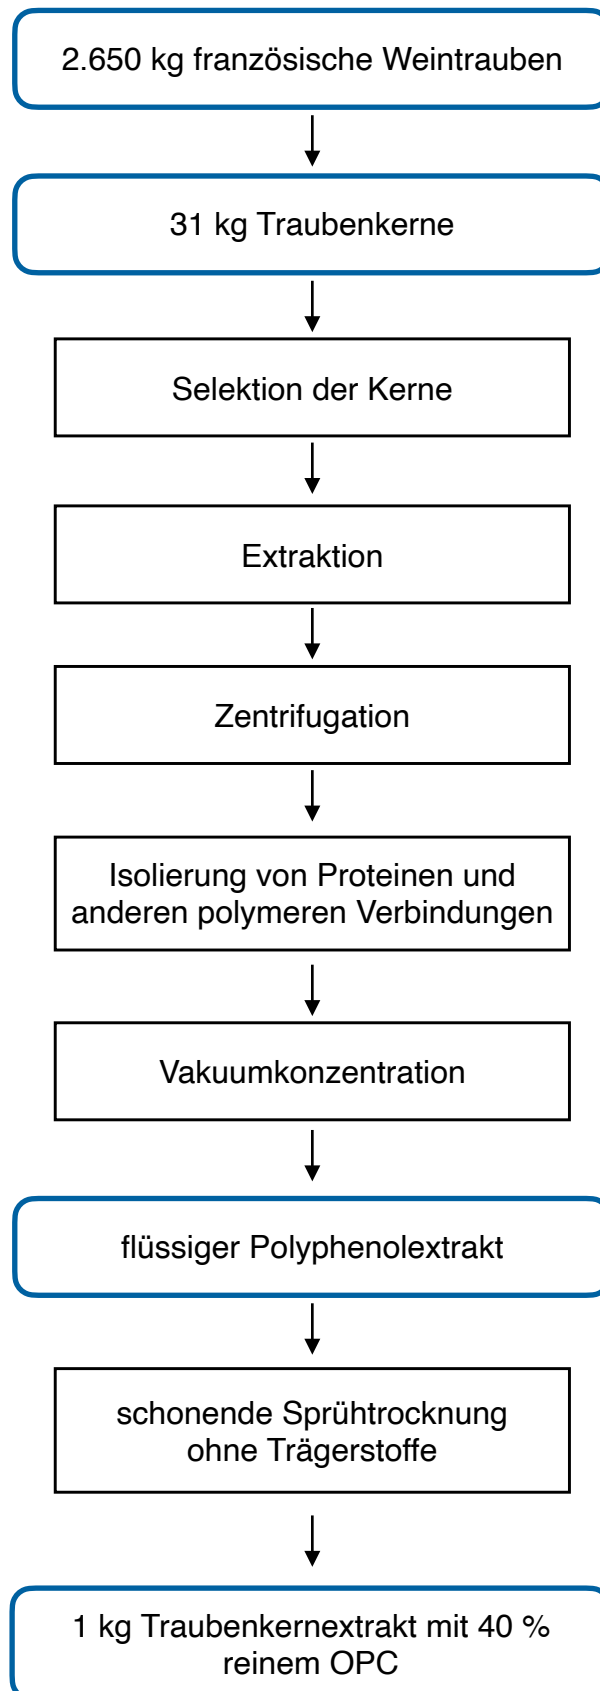 2.650 kg französische Weintrauben
31 kg Traubenkerne
Selektion der Kerne
Extraktion
Zentrifugation
Isolierung von Proteinen und
anderen polymeren Verbindungen
Vakuumkonzentration
flüssiger Polyphenolextrakt
schonende Sprühtrocknung
ohne Trägerstoffe
1 kg Traubenkernextrakt mit 40 %
reinem OPC